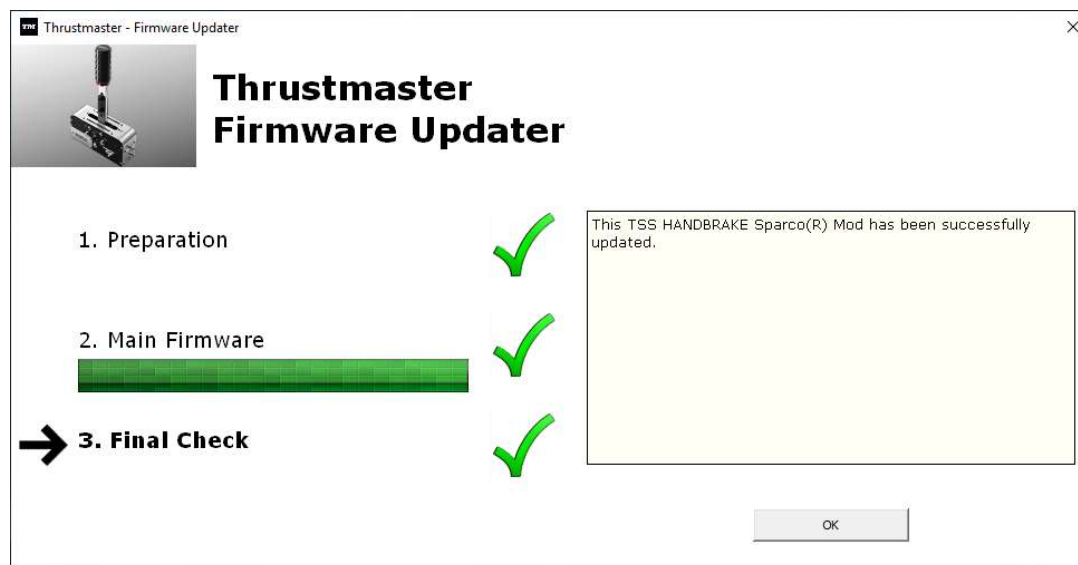 Thrustmaster - Firmware Updater
Thrustmaster
Firmware Updater
1. Preparation
2. Main Firmware
3. Final Check
This TSS HANDBRAKE Sparco(R) Mod has been successfully
updated.
OK